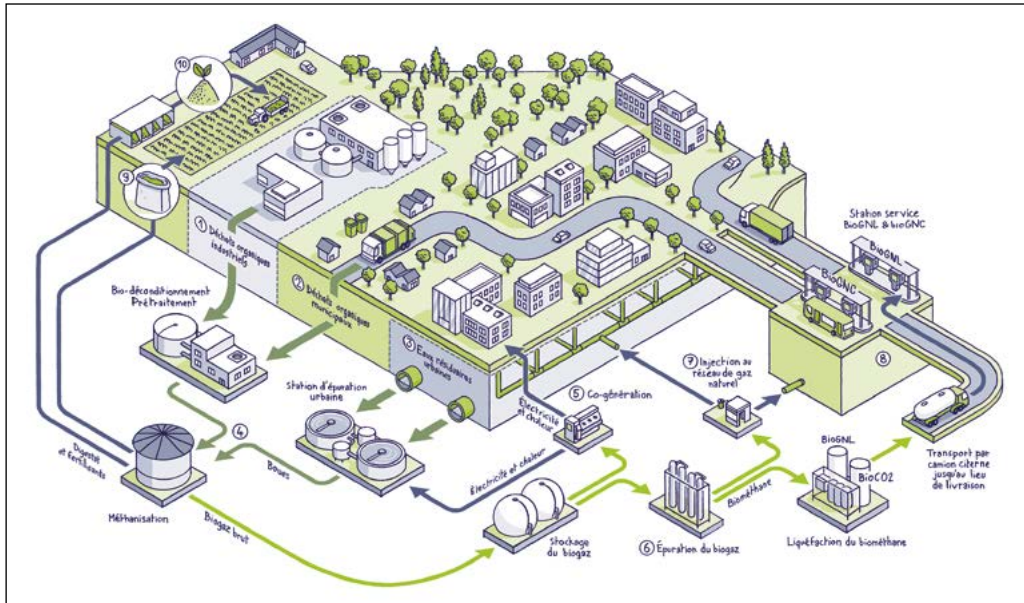 10
9
① Déchets organiques
industriels
Bio-déconditionnement
Prétraitement
② Déchets organiques
municipaux
③ Eaux résiduaires
urbaines
Station d'épuration
urbaine
④
Boues
Digestat
et fertilisants
Méthanisation
Biogaz brut
Électricité et chaleur
Électricité
et chaleur
⑤ Co-génération
Stockage
du biogaz
⑥ Épuration du biogaz
Biométhane
⑦ Injection au
réseau de gaz
naturel
Station service
BioGNL & bioGNC
BioGNL
BioGNC
⑧
BioGNL
BioCO2
Liquéfaction du biométhane
Transport par
camion citerne
jusqu'au lieu
de livraison